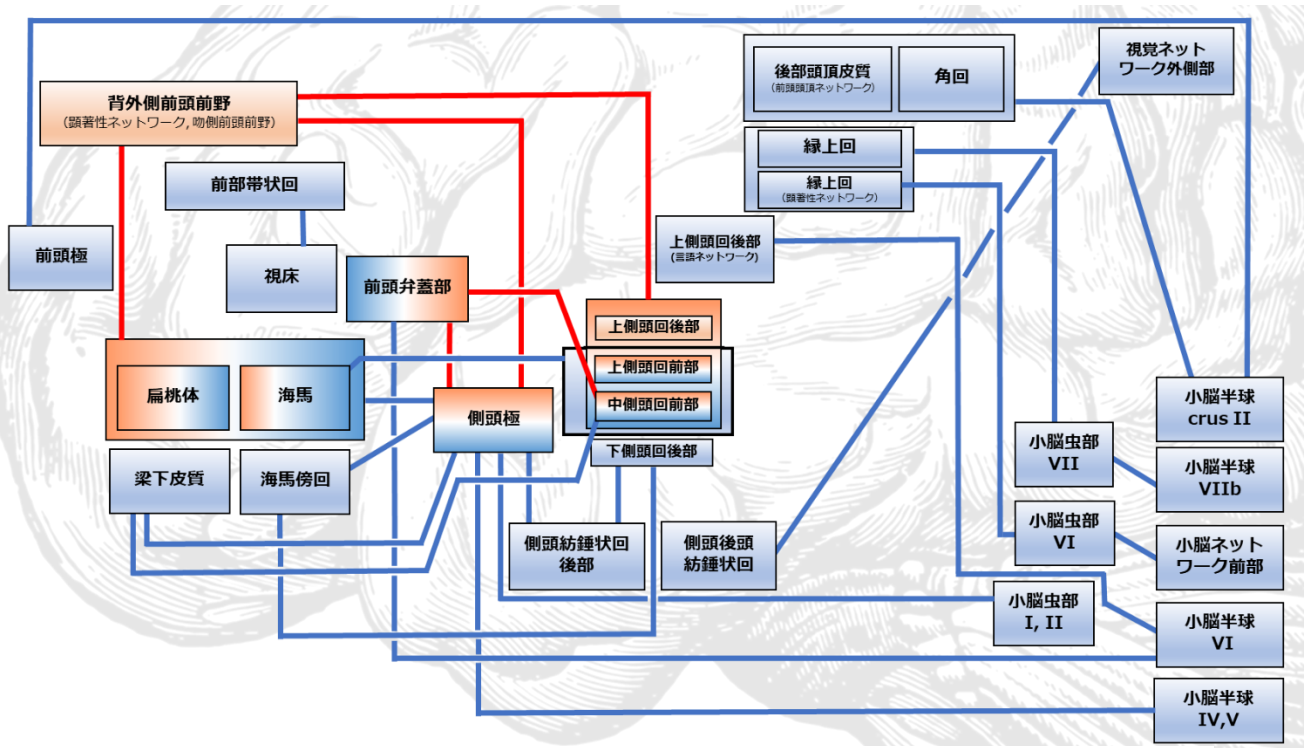 視覚ネット
ワーク外側部
後部頭頂皮質
(前頭頭頂ネットワーク)
角回
背外側前頭前野
(顕著性ネットワーク, 吻側前頭前野)
縁上回
縁上回
(顕著性ネットワーク)
前部帯状回
前頭極
視床
上側頭回後部
(言語ネットワーク)
前頭弁蓋部
上側頭回後部
上側頭回前部
中側頭回前部
扁桃体
海馬
側頭極
下側頭回後部
梁下皮質
海馬傍回
側頭紡錘状回
後部
側頭後頭
紡錘状回
小脳半球
crus II
小脳虫部
VII
小脳半球
VIIb
小脳虫部
VI
小脳ネット
ワーク前部
小脳虫部
I, II
小脳半球
VI
小脳半球
IV,V